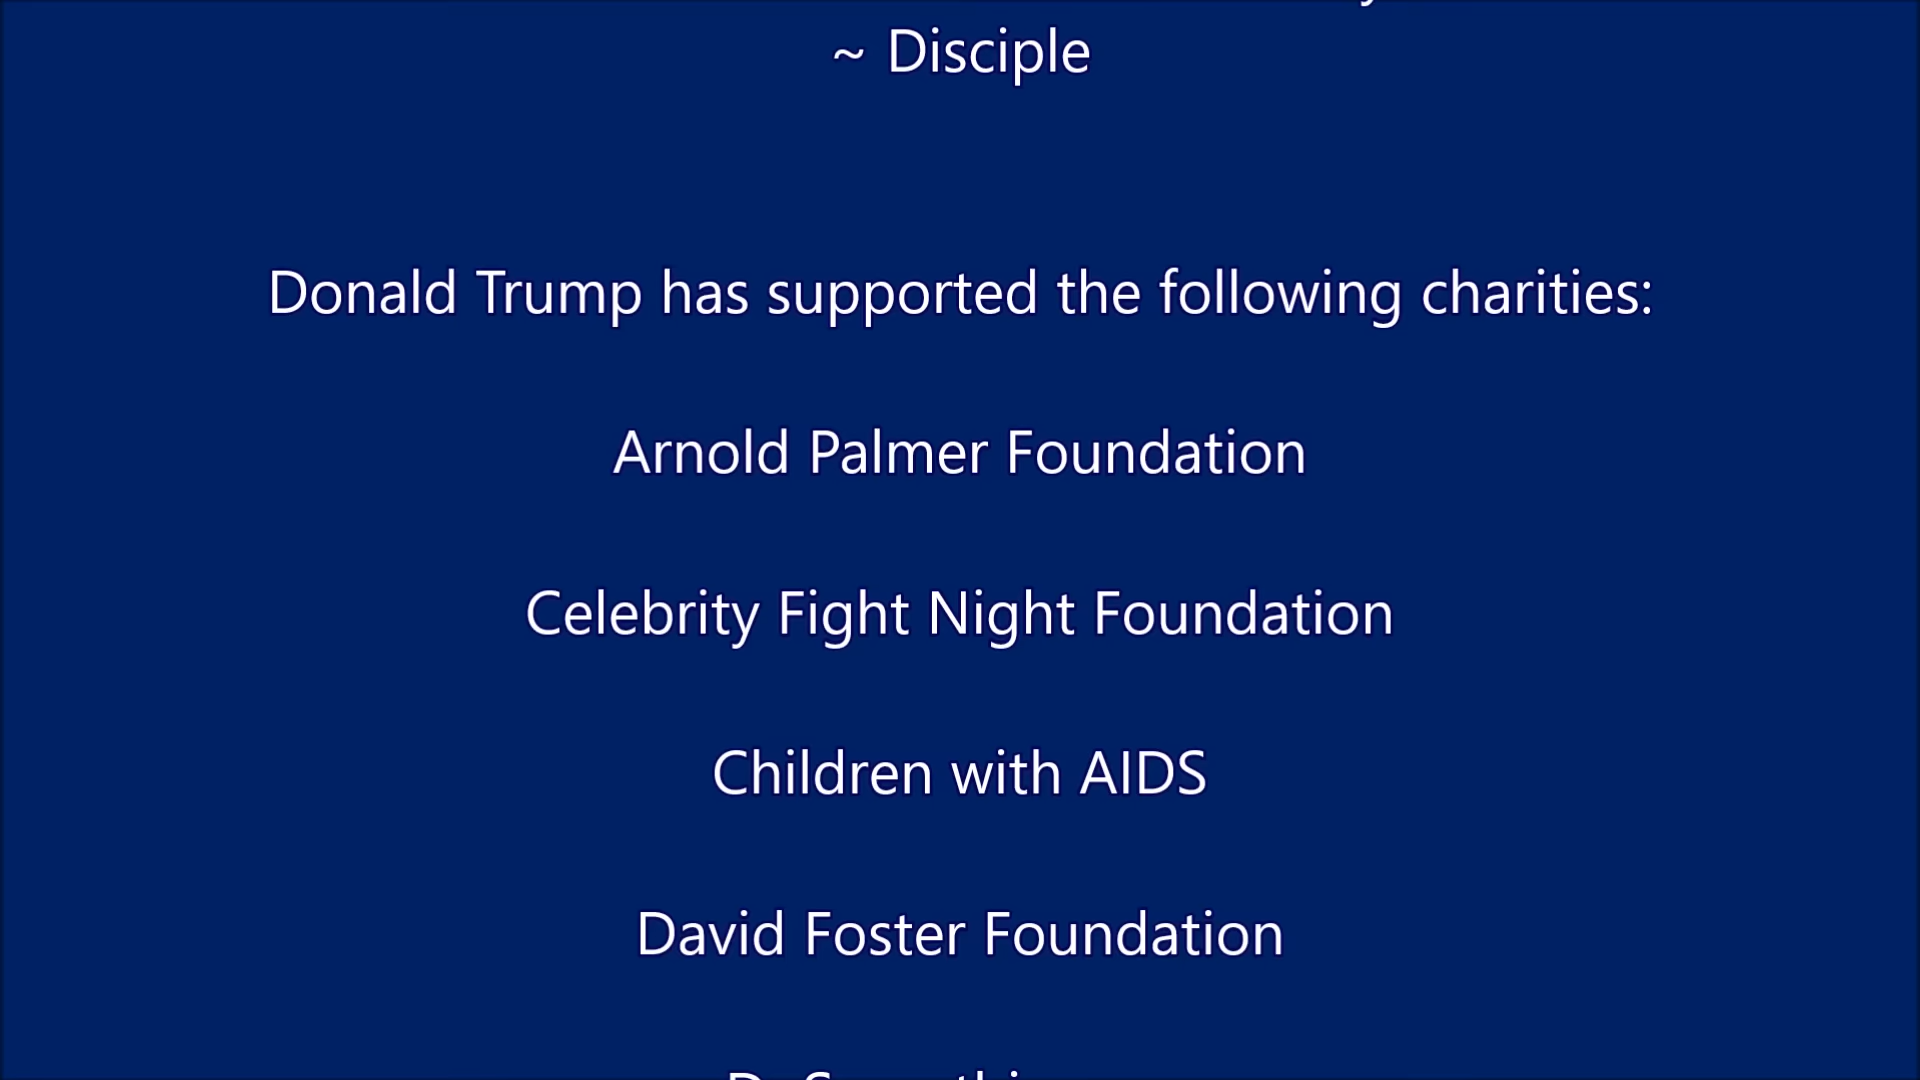 ~ Disciple
Donald Trump has supported the following charities:
Arnold Palmer Foundation
Celebrity Fight Night Foundation
Children with AIDS
David Foster Foundation